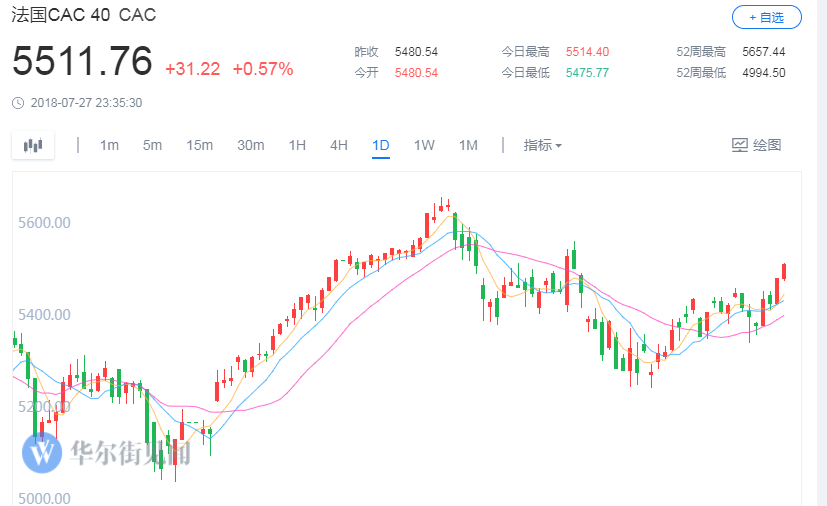 法国CAC 40 CAC
+ 自选
5511.76 +31.22 +0.57%
昨收 5480.54 今日最高 5514.40 52周最高 5657.44
今开 5480.54 今日最低 5475.77 52周最低 4994.50
2018-07-27 23:35:30
1m 5m 15m 30m 1H 4H 1D 1W 1M 指标 绘图
5600.00
5400.00
5200.00
W 华尔街见闻
5000.00